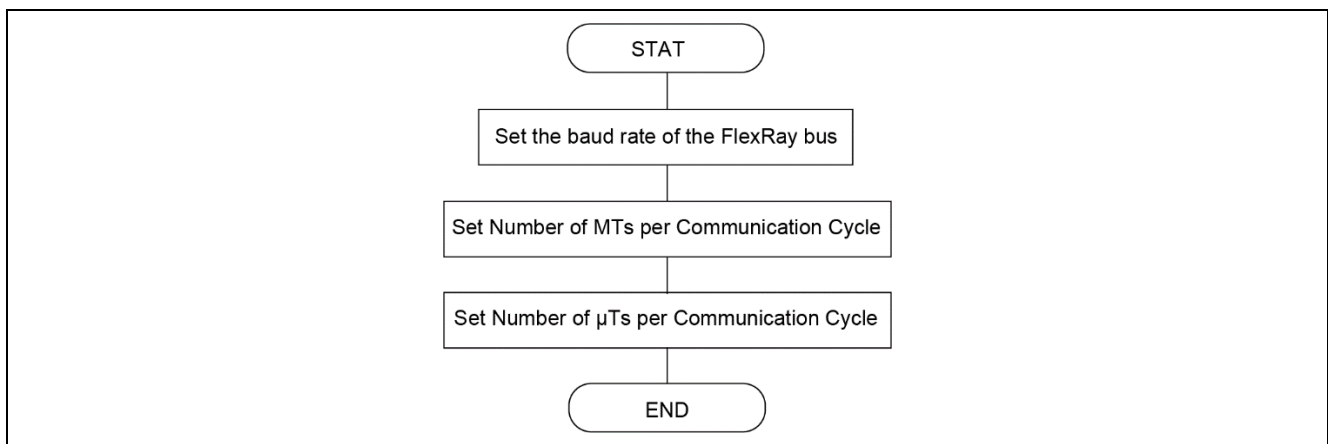 STAT
Set the baud rate of the FlexRay bus
Set Number of MTs per Communication Cycle
Set Number of µTs per Communication Cycle
END